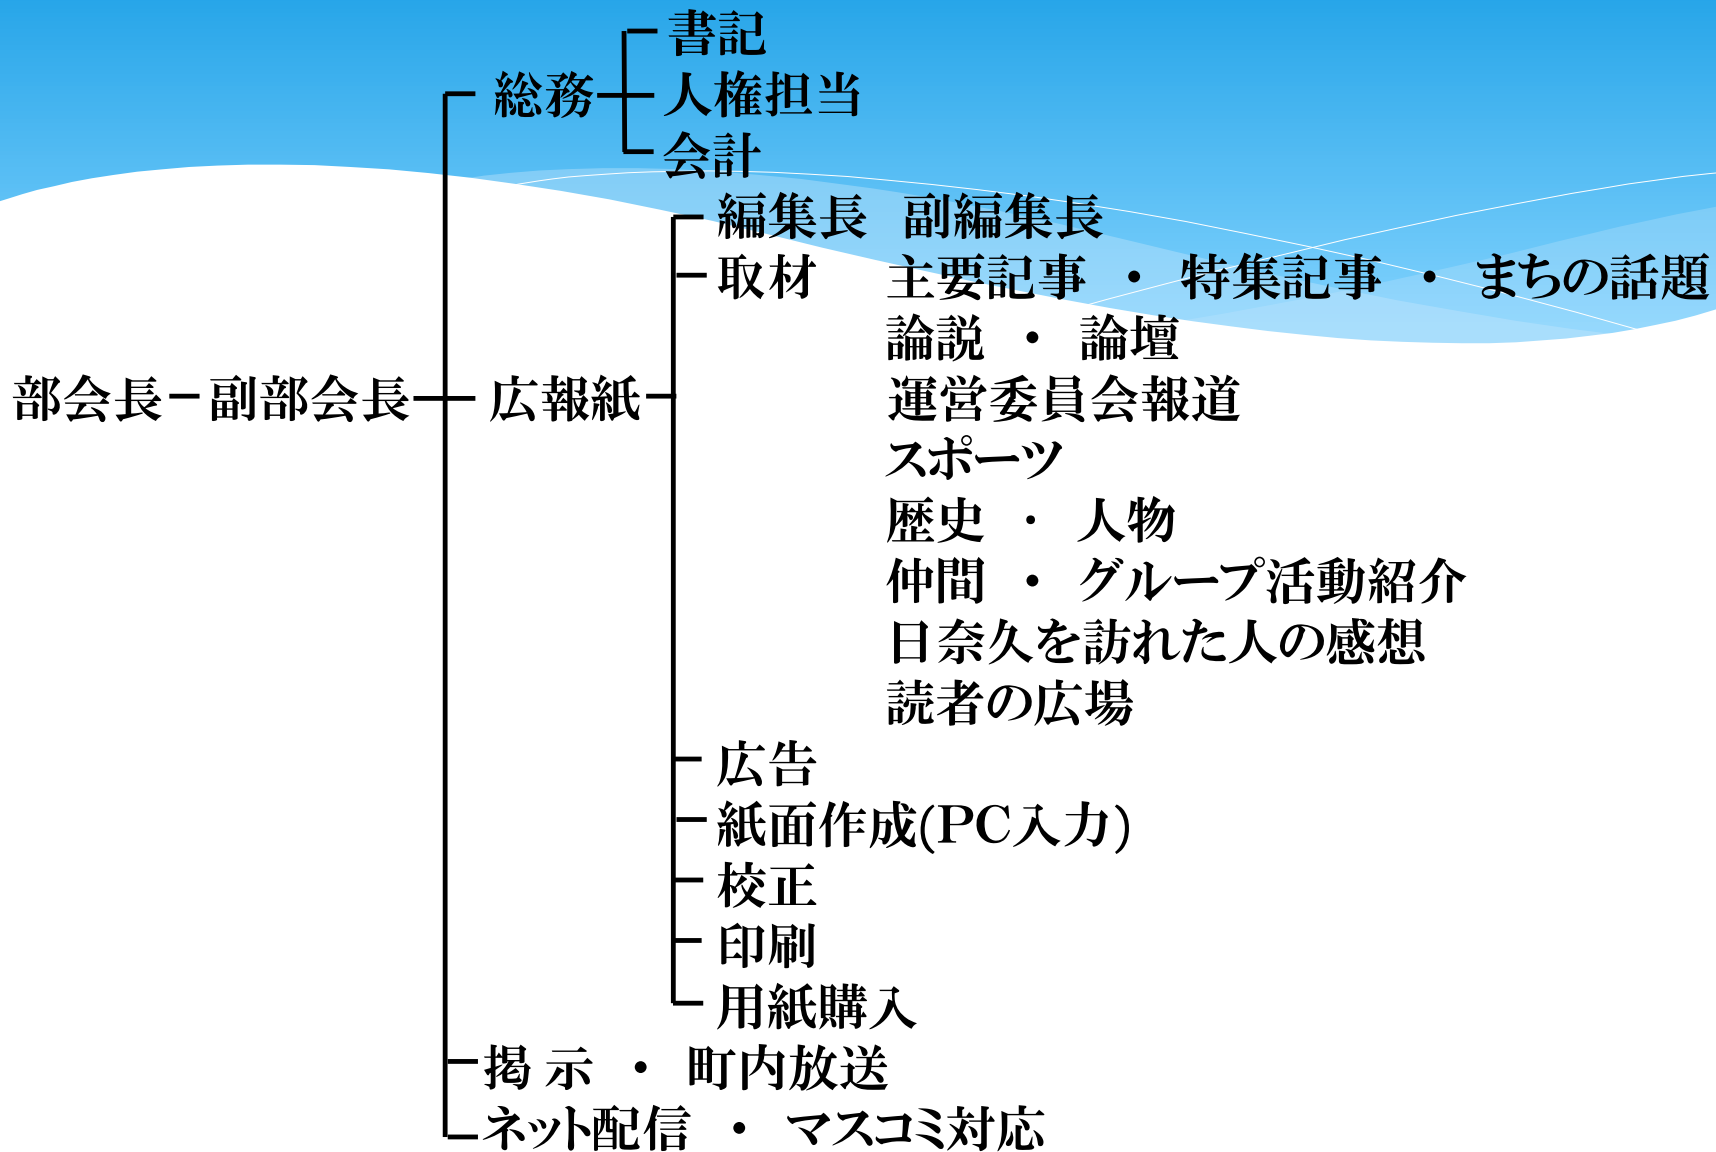 書記
総務 人権担当
会計
編集長 副編集長
取材 主要記事 ・ 特集記事 ・ まちの話題
論説 ・ 論壇
部会長 副部会長 広報紙 運営委員会報道
スポーツ
歴史 ・ 人物
仲間 ・ グループ活動紹介
日奈久を訪れた人の感想
読者の広場
広告
紙面作成(PC入力)
校正
印刷
用紙購入
掲示 ・ 町内放送
ネット配信 ・ マスコミ対応